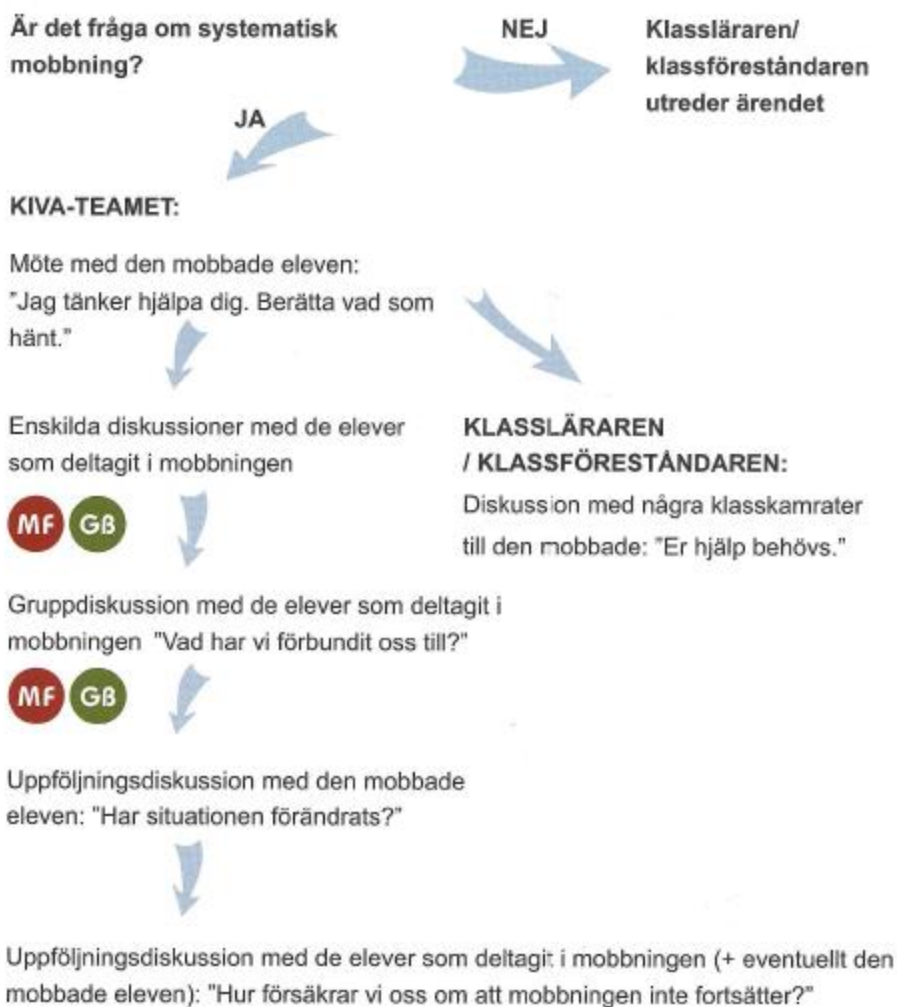 Är det fråga om systematisk
mobbning?
NEJ
Klassläraren/
klassföreståndaren
utreder ärendet
JA
KIVA-TEAMET:
Möte med den mobbade eleven:
"Jag tänker hjälpa dig. Berätta vad som
hänt."
Enskilda diskussioner med de elever
som deltagit i mobbningen
MF GB
KLASSLÄRAREN
/ KLASSFÖRESTÅNDAREN:
Diskussion med några klasskamrater
till den mobbade: "Er hjälp behövs."
Gruppdiskussion med de elever som deltagit i
mobbningen "Vad har vi förbundit oss till?"
MF GB
Uppföljningsdiskussion med den mobbade
eleven: "Har situationen förändrats?"
Uppföljningsdiskussion med de elever som deltagit i mobbningen (+ eventuellt den
mobbade eleven): "Hur försäkrar vi oss om att mobbningen inte fortsätter?"